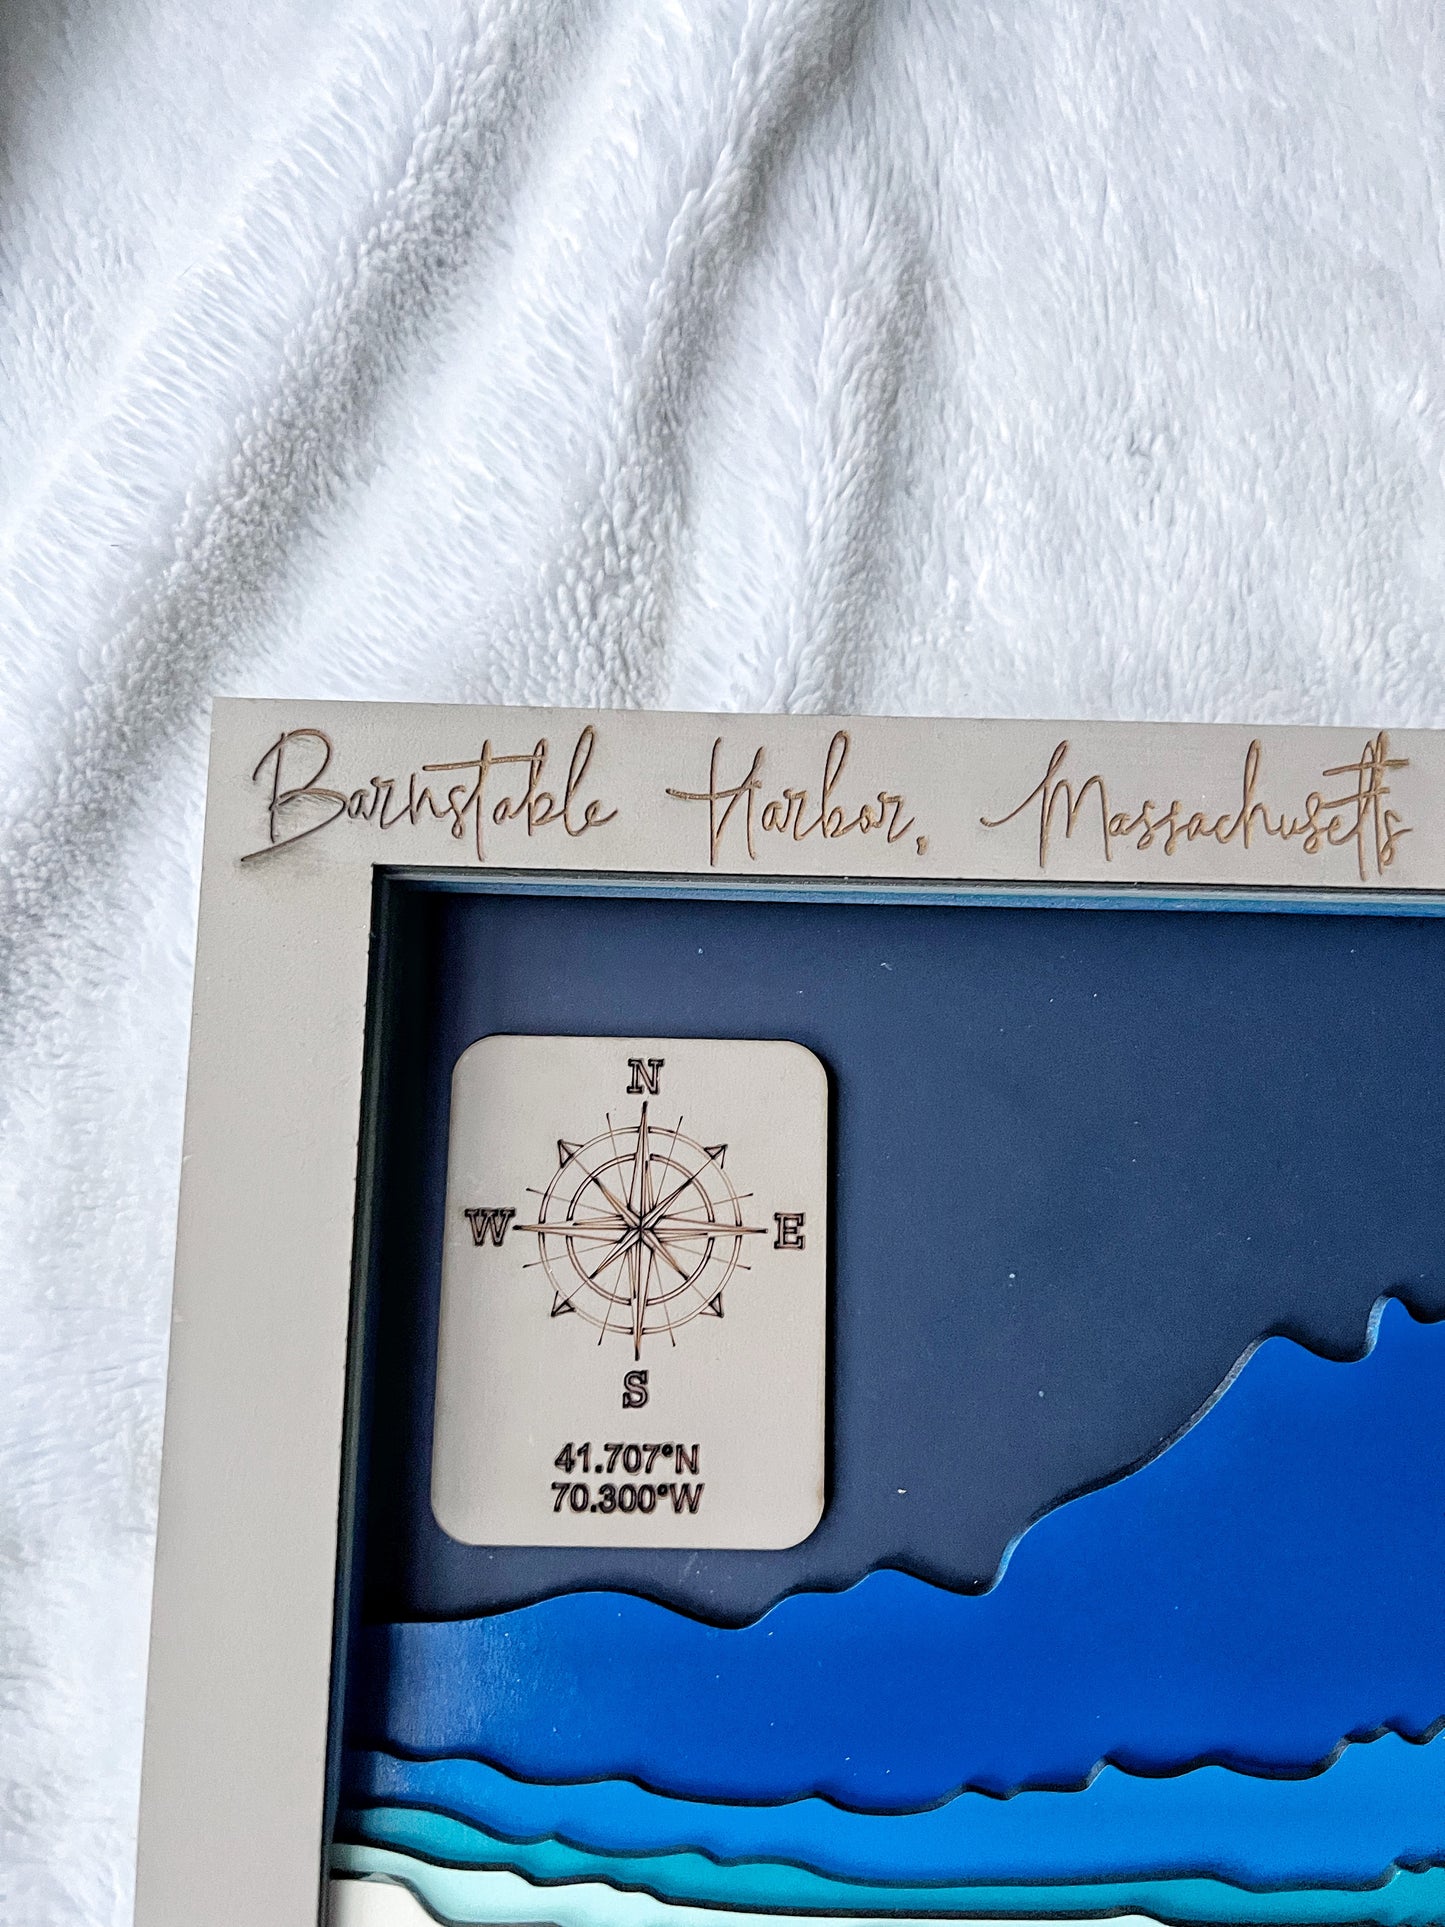 Barnstable Harbor, Massachusetts
N
W E
S
41.707°N
70.300°W